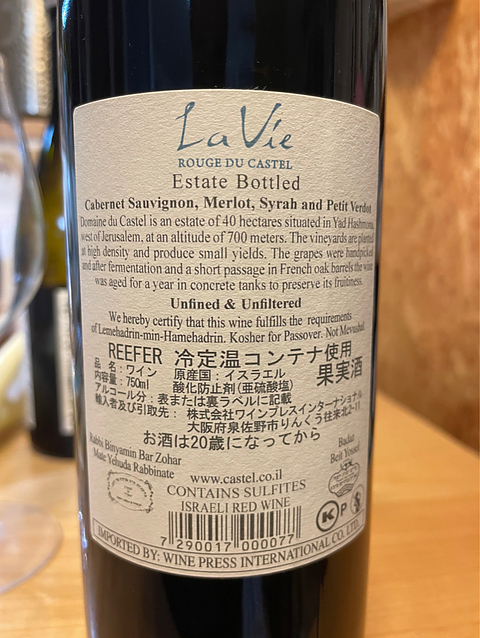 La Vie
ROUGE DU CASTEL
Estate Bottled
Cabernet Sauvignon, Merlot, Syrah and Petit Verdot
Domaine du Castel is an estate of 40 hectares situated in Yad Hashmona,
west of Jerusalem, at an altitude of 700 meters. The vineyards are planted
at high density and produce small yields. The grapes were handpicked
and after fermentation and a short passage in French oak barrels the wine
was aged for a year in concrete tanks to preserve its fruitiness.
Unfined & Unfiltered
We hereby certify that this wine fulfills the requirements
of Lemehadrin-min-Hamehadrin. Kosher for Passover. Not Mevushal.
REEFER 冷定温コンテナ使用
品名:ワイン 原産国:イスラエル 果実酒
内容量:750ml 酸化防止剤(亜硫酸塩)
アルコール分:表または裏ラベルに記載
輸入者及び引取先: 株式会社ワインプレスインターナショナル
大阪府泉佐野市りんくう往来北2-11
お酒は20歳になってから
Rabbi Binyamin Bar Zohar
Mate Yehuda Rabbinate
Badatz
Beit Yosef
www.castel.co.il
CONTAINS SULFITES
ISRAELI RED WINE
K P
7 290017 000077
IMPORTED BY: WINE PRESS INTERNATIONAL CO. LTD.